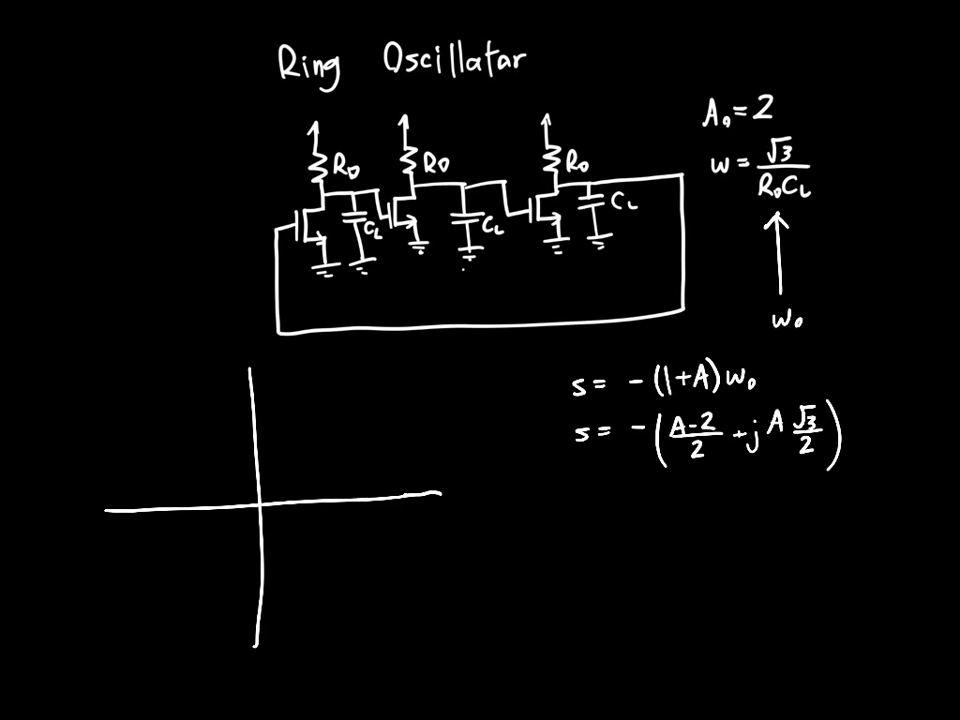 Ring Oscillatar
R₀ R₀ R₀
C_L C_L C_L
A₀ = 2
w = √3 / R₀C_L
w₀
s = -(1+A)w₀
s = -(A-2 / 2 + j A √3 / 2)